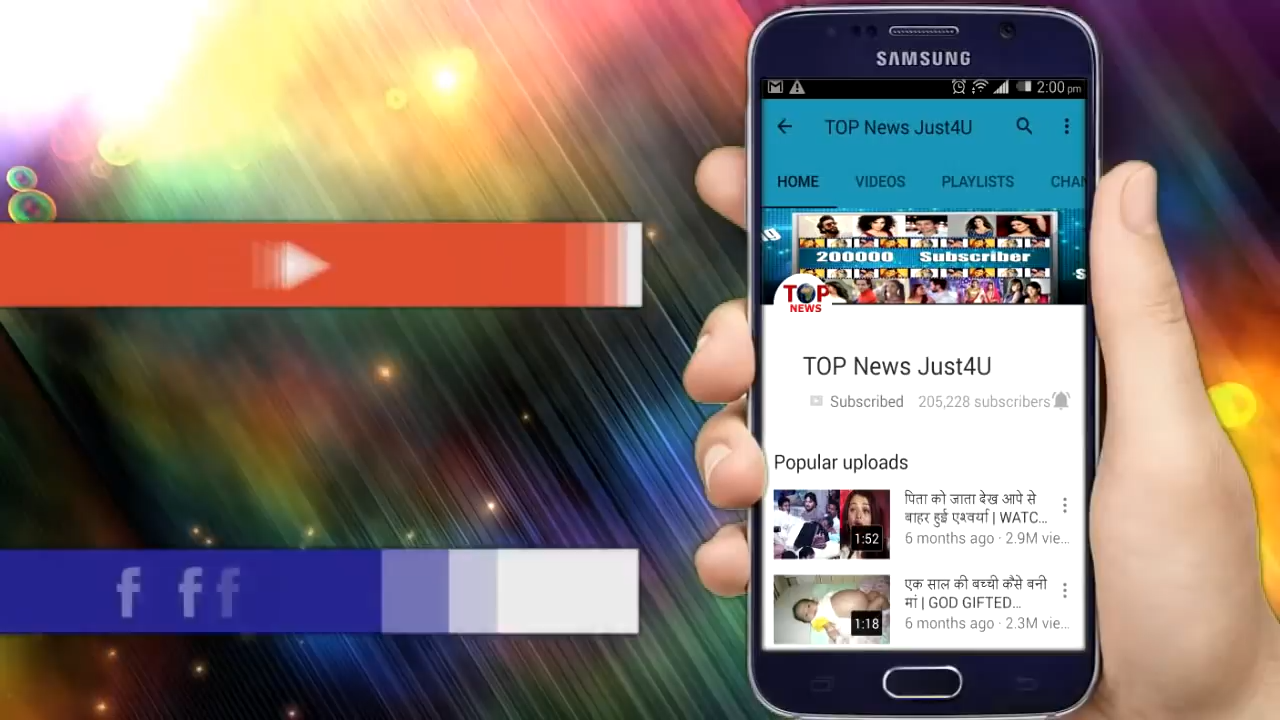 SAMSUNG
2:00 pm
TOP News Just4U
HOME VIDEOS PLAYLISTS CHAN
200000 Subscriber
TOP
NEWS
TOP News Just4U
Subscribed 205,228 subscribers
Popular uploads
पिता को जाता देख आपे से
बाहर हुई एश्वर्या | WATC...
1:52
6 months ago · 2.9M vie...
एक साल की बच्ची कैसे बनी
मां | GOD GIFTED...
1:18
6 months ago · 2.3M vie...
f f f